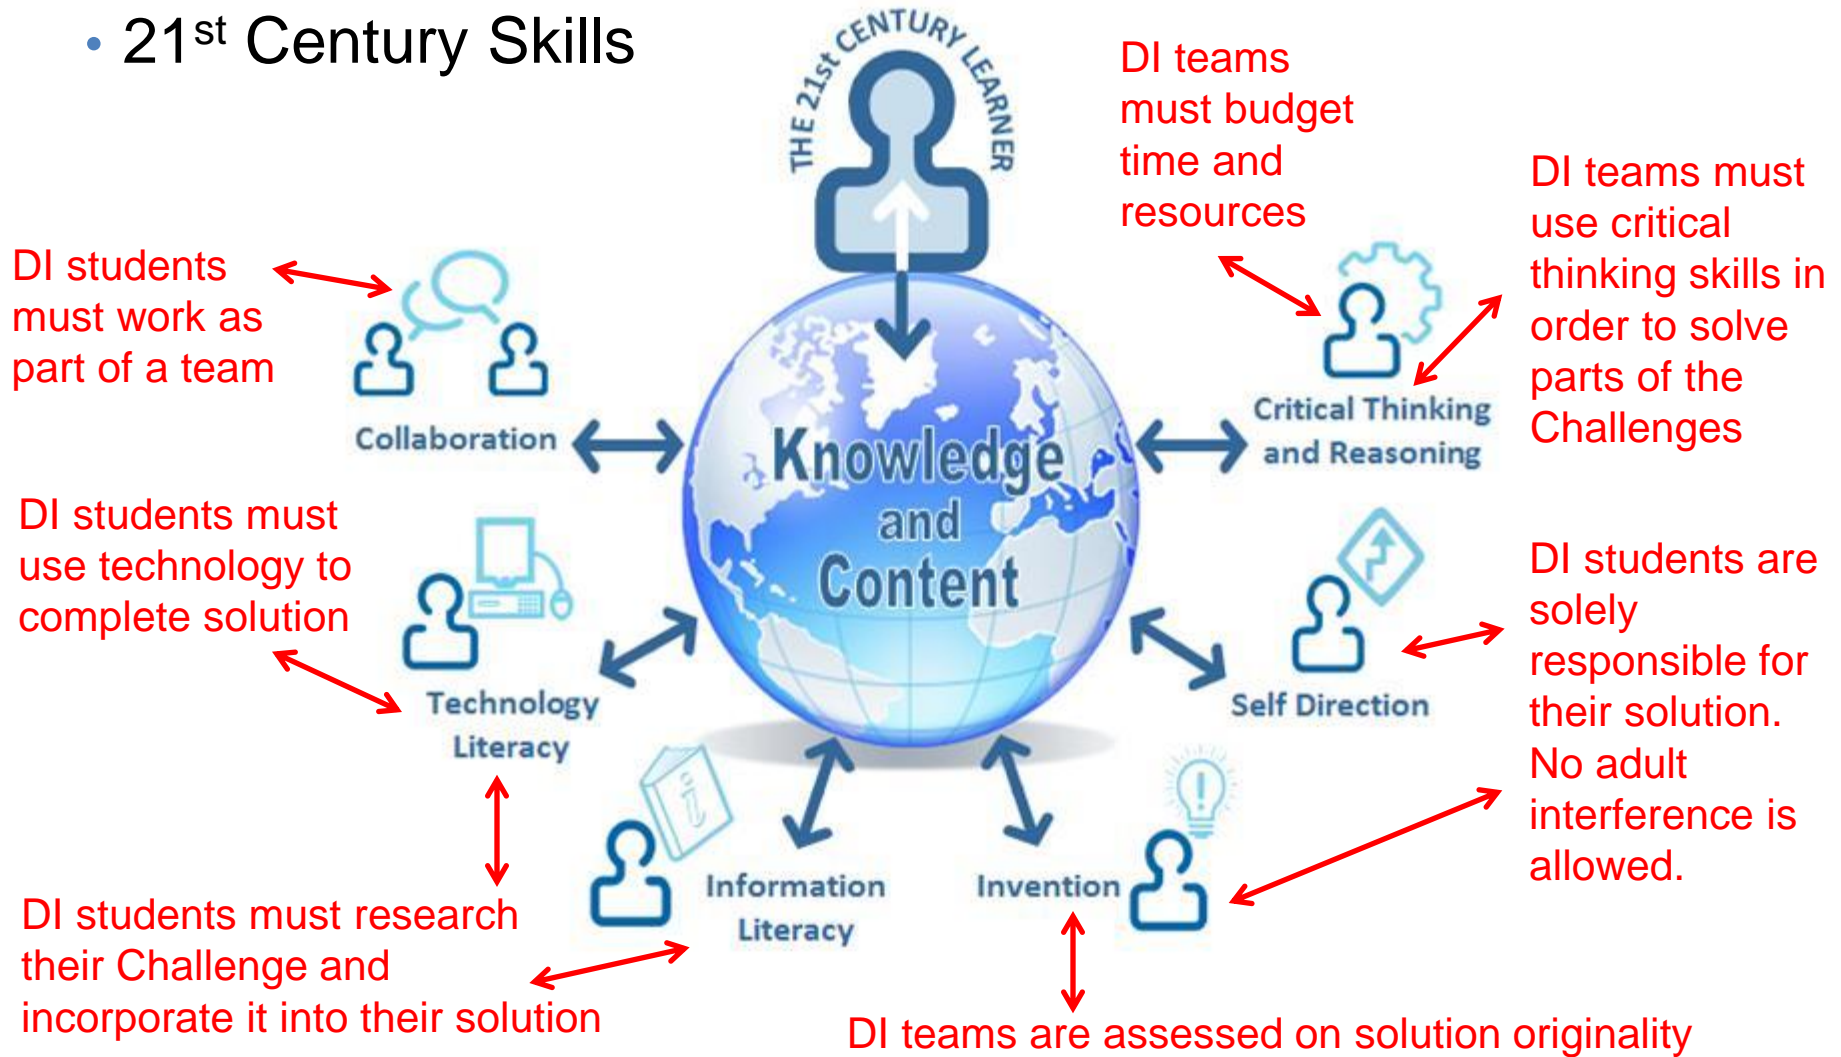 • 21st Century Skills
THE 21st CENTURY LEARNER
DI teams
must budget
time and
resources
DI teams must
use critical
thinking skills in
order to solve
parts of the
Challenges
DI students
must work as
part of a team
Collaboration
Critical Thinking
and Reasoning
Knowledge
and
Content
DI students must
use technology to
complete solution
Technology
Literacy
Self Direction
DI students are
solely
responsible for
their solution.
No adult
interference is
allowed.
Information
Literacy
Invention
DI students must research
their Challenge and
incorporate it into their solution
DI teams are assessed on solution originality